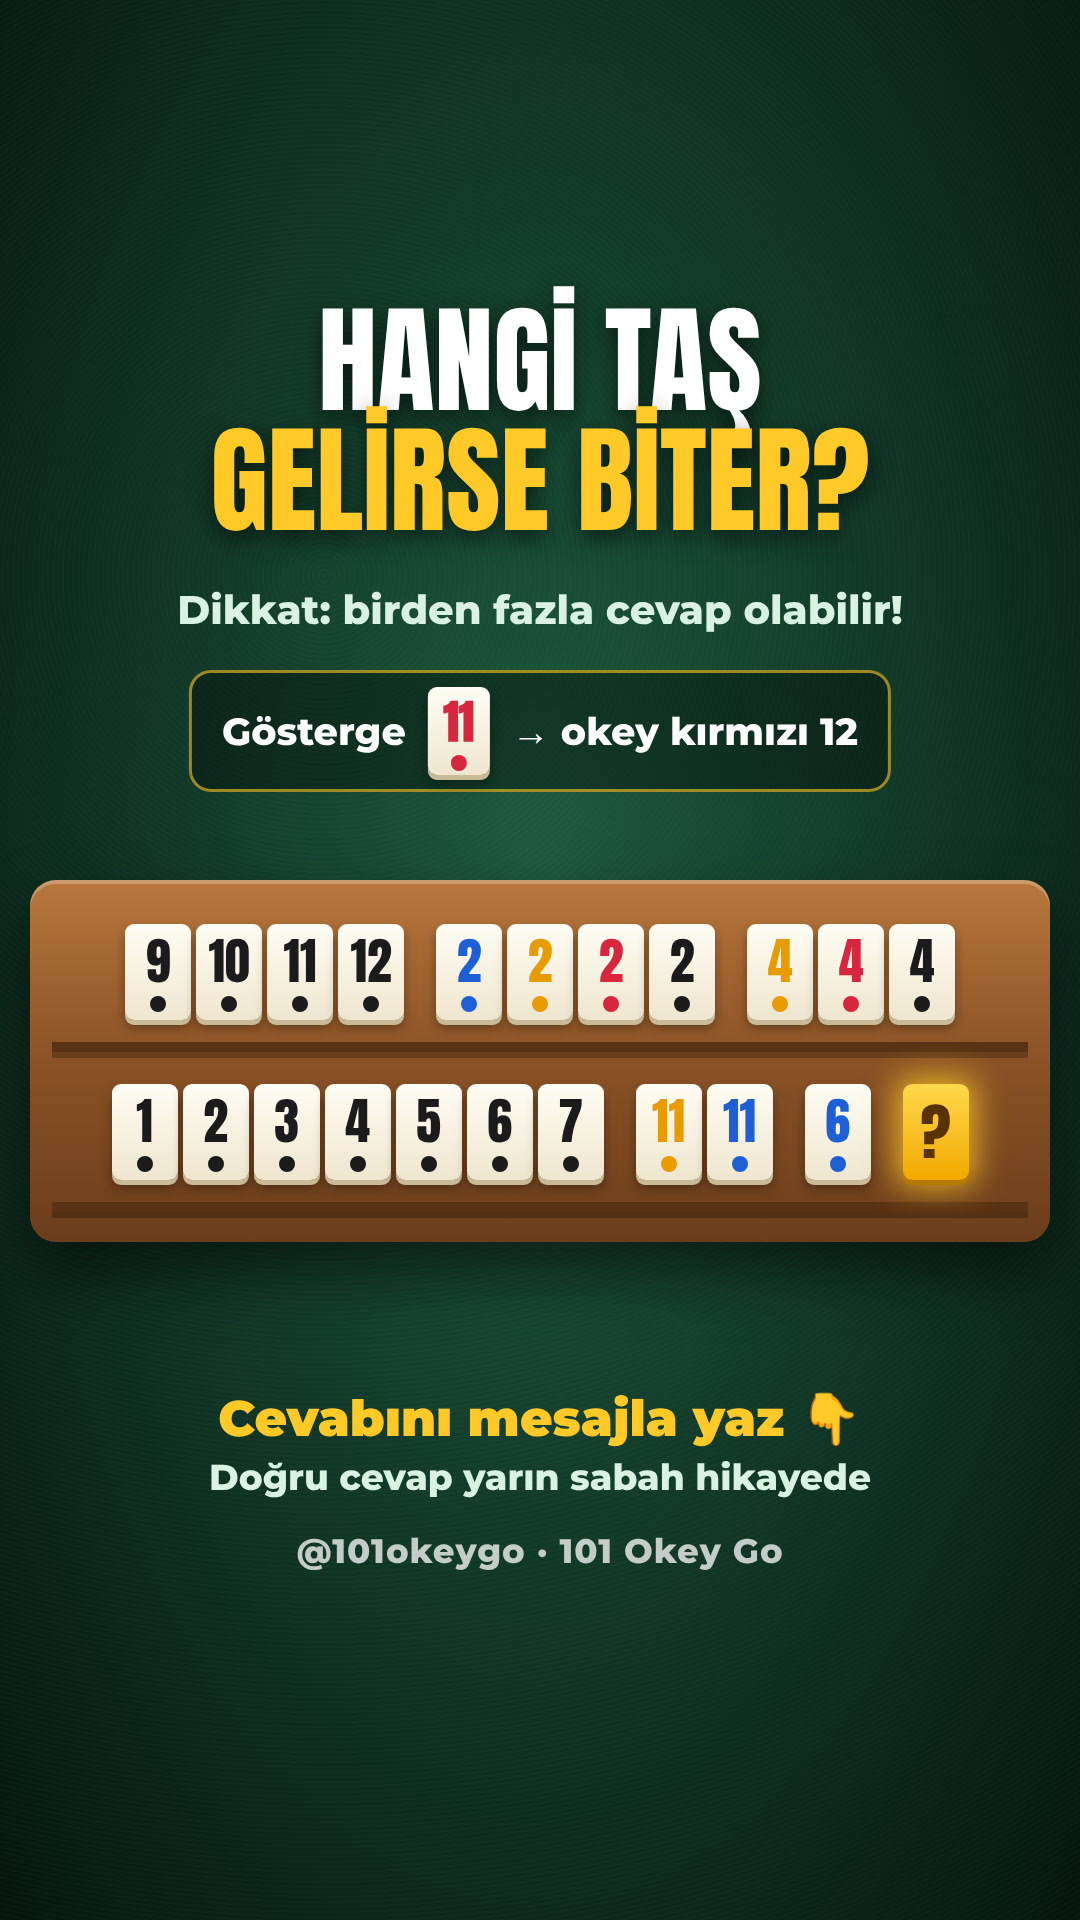 HANGİ TAŞ
GELİRSE BİTER?
Dikkat: birden fazla cevap olabilir!
Gösterge 11 → okey kırmızı 12
9 10 11 12 2 2 2 2 4 4 4
1 2 3 4 5 6 7 11 11 6 ?
Cevabını mesajla yaz 👇
Doğru cevap yarın sabah hikayede
@101okeygo · 101 Okey Go